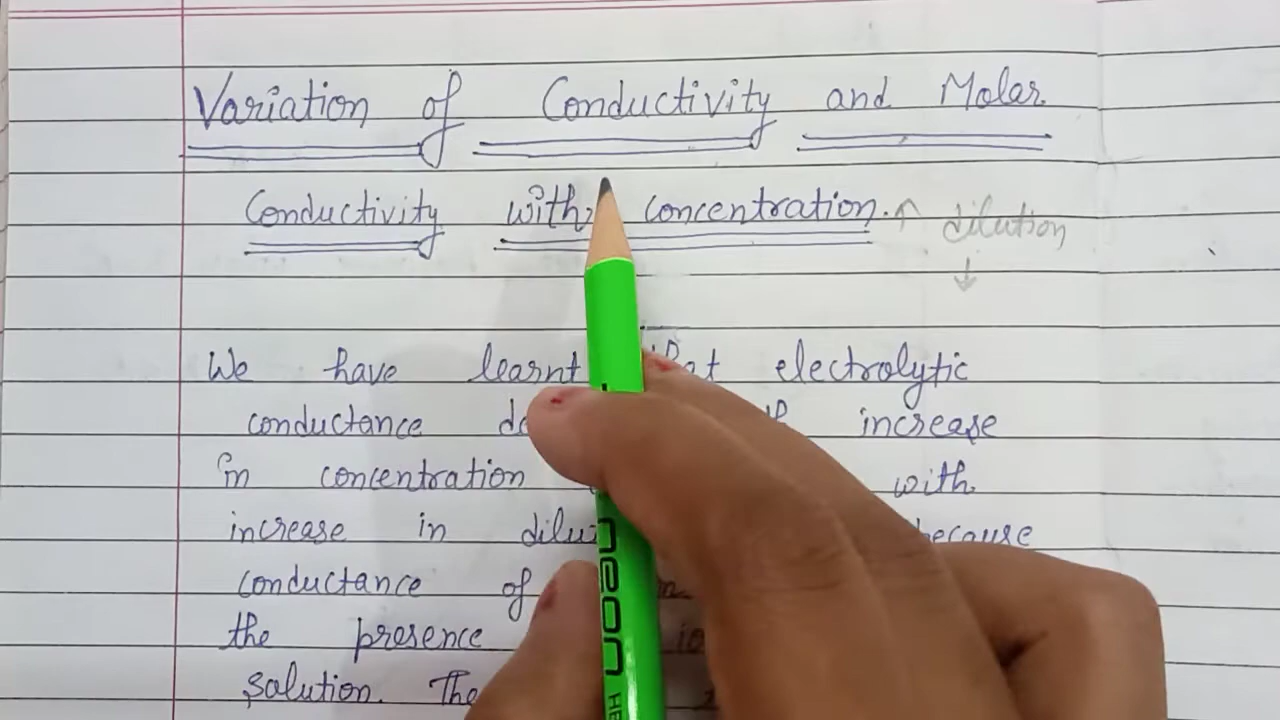 Variation of Conductivity and Molar
Conductivity with concentration. ↑ dilution
↓
We have learnt that electrolytic
conductance increase
in concentration with
increase in because
conductance of
the presence
solution. The
neon